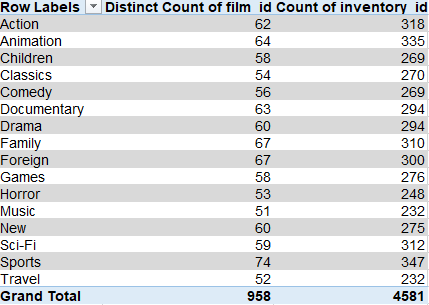 Row Labels Distinct Count of film_id Count of inventory_id
Action 62 318
Animation 64 335
Children 58 269
Classics 54 270
Comedy 56 269
Documentary 63 294
Drama 60 294
Family 67 310
Foreign 67 300
Games 58 276
Horror 53 248
Music 51 232
New 60 275
Sci-Fi 59 312
Sports 74 347
Travel 52 232
Grand Total 958 4581